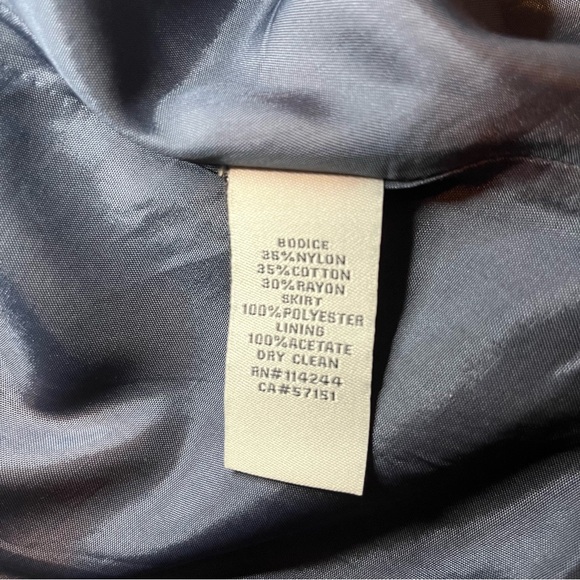 BODICE
35%NYLON
35%COTTON
30%RAYON
SKIRT
100%POLYESTER
LINING
100%ACETATE
DRY CLEAN
RN#114244
CA#57151